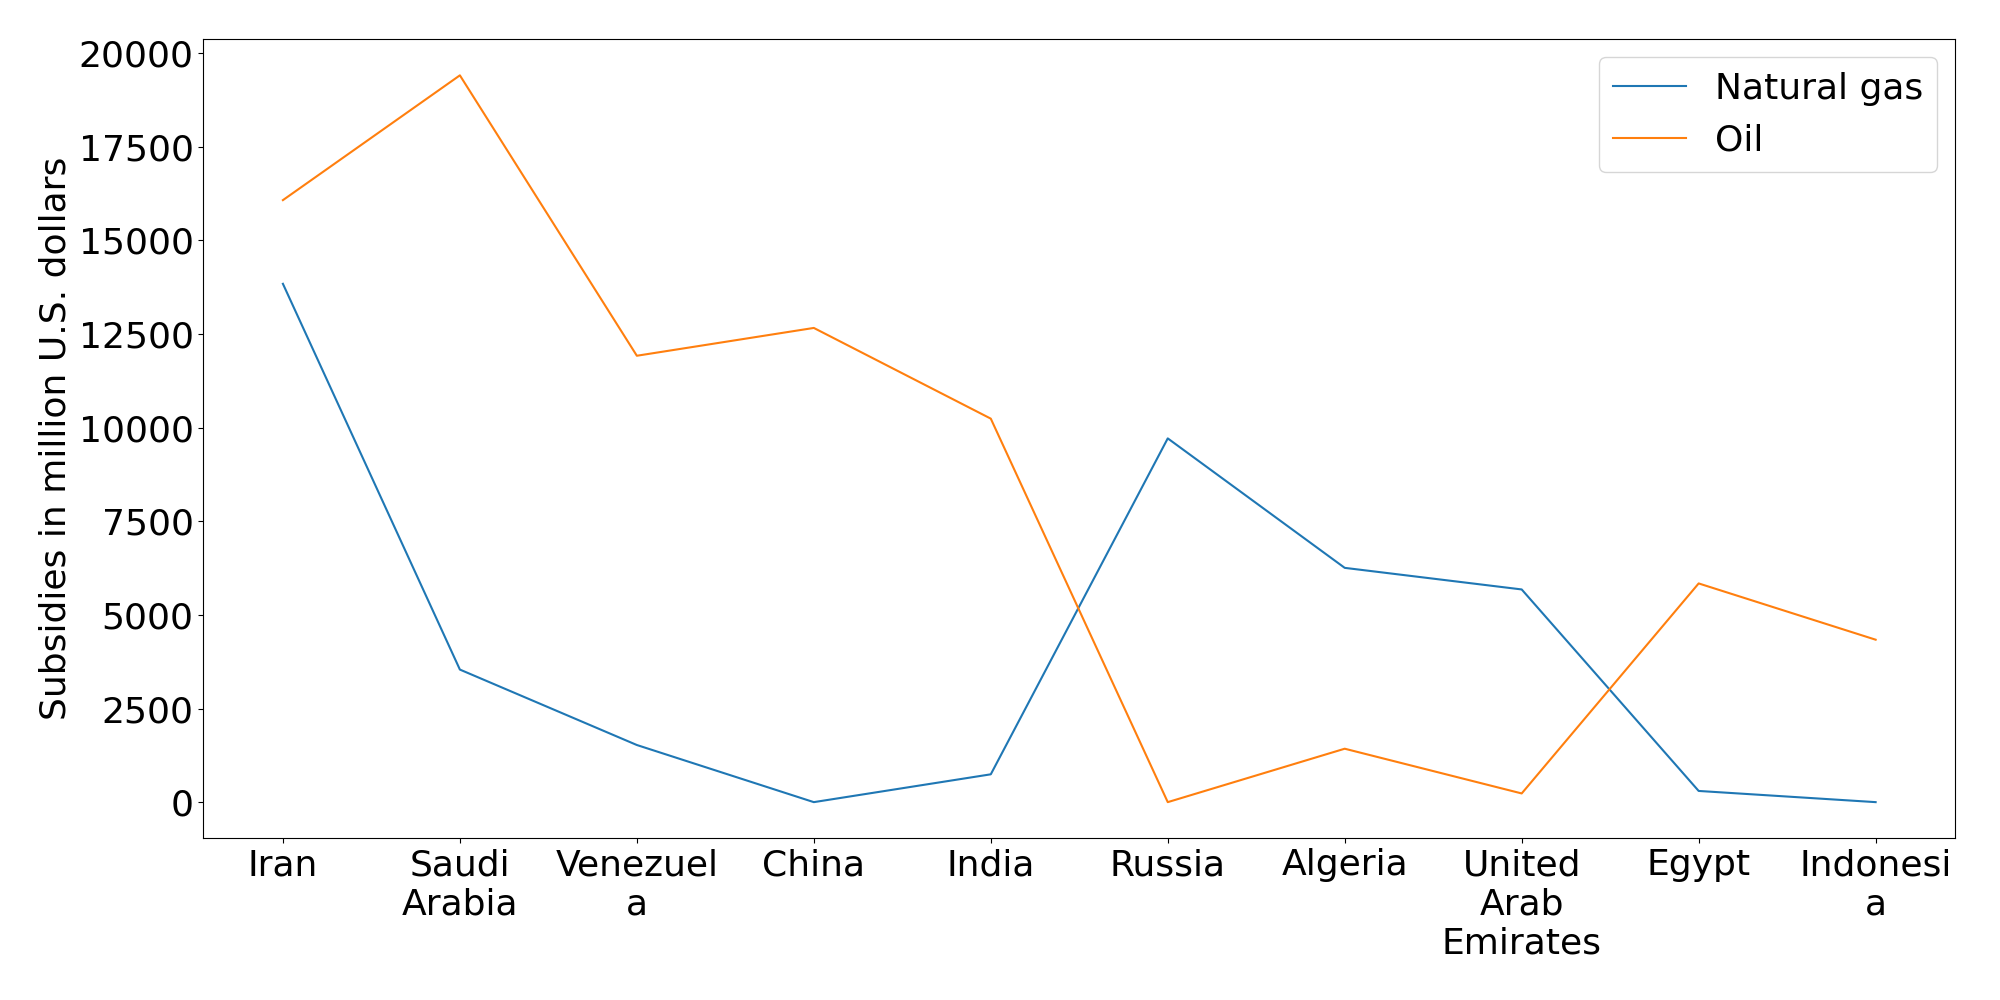 20000
17500
15000
12500
10000
7500
5000
2500
0
Subsidies in million U.S. dollars
Natural gas
Oil
Iran
Saudi
Arabia
Venezuel
a
China
India
Russia
Algeria
United
Arab
Emirates
Egypt
Indonesi
a